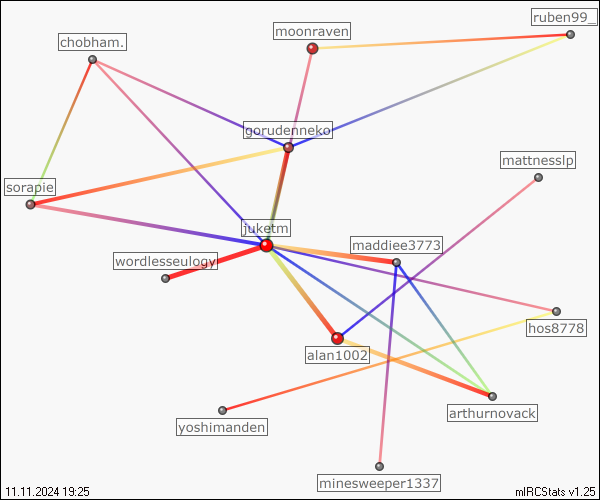 ruben99_
moonraven
chobham.
gorudenneko
mattnesslp
sorapie
juketm
maddiee3773
wordlesseulogy
hos8778
alan1002
arthurnovack
yoshimanden
minesweeper1337
11.11.2024 19:25
mIRCStats v1.25